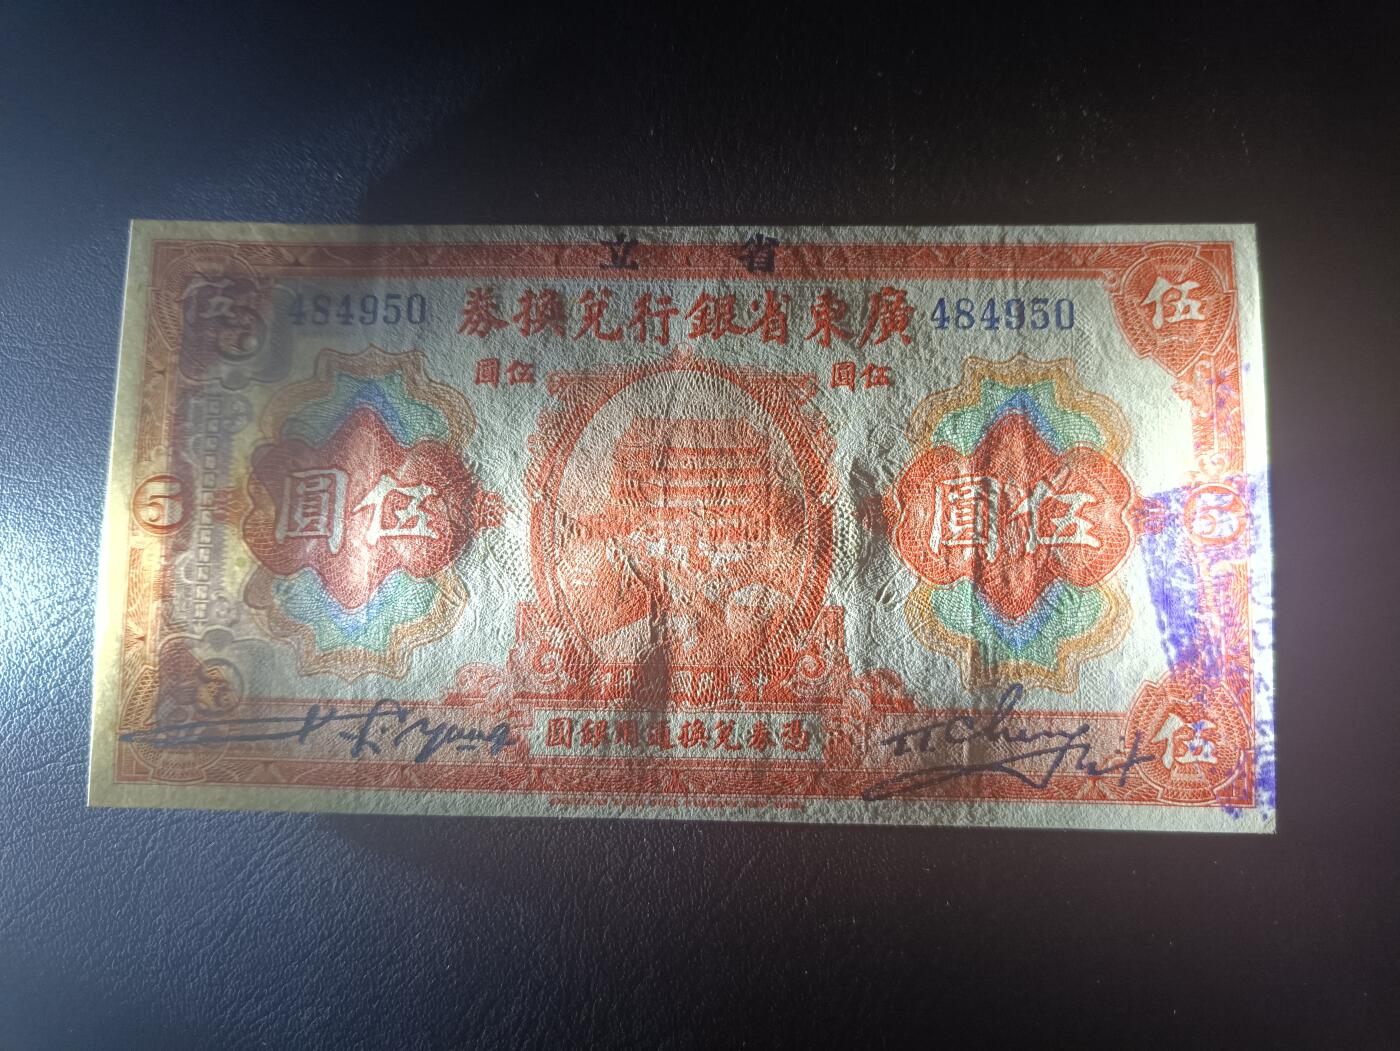 省立
廣東省銀行兌換券
484950 484950
伍圓 伍圓
伍 伍
伍圓 伍圓
5 5
憑券兌換通用銀圓
伍